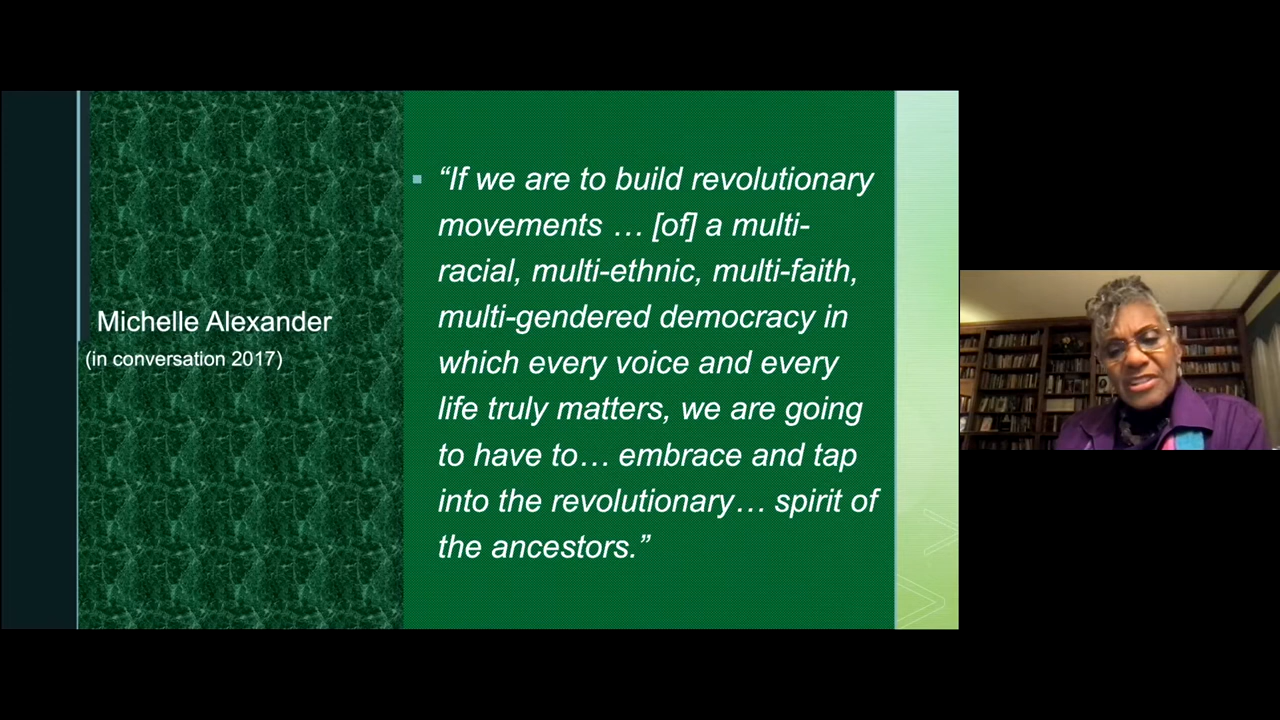 Michelle Alexander
(in conversation 2017)
▪ “If we are to build revolutionary
movements … [of] a multi-
racial, multi-ethnic, multi-faith,
multi-gendered democracy in
which every voice and every
life truly matters, we are going
to have to… embrace and tap
into the revolutionary… spirit of
the ancestors.”